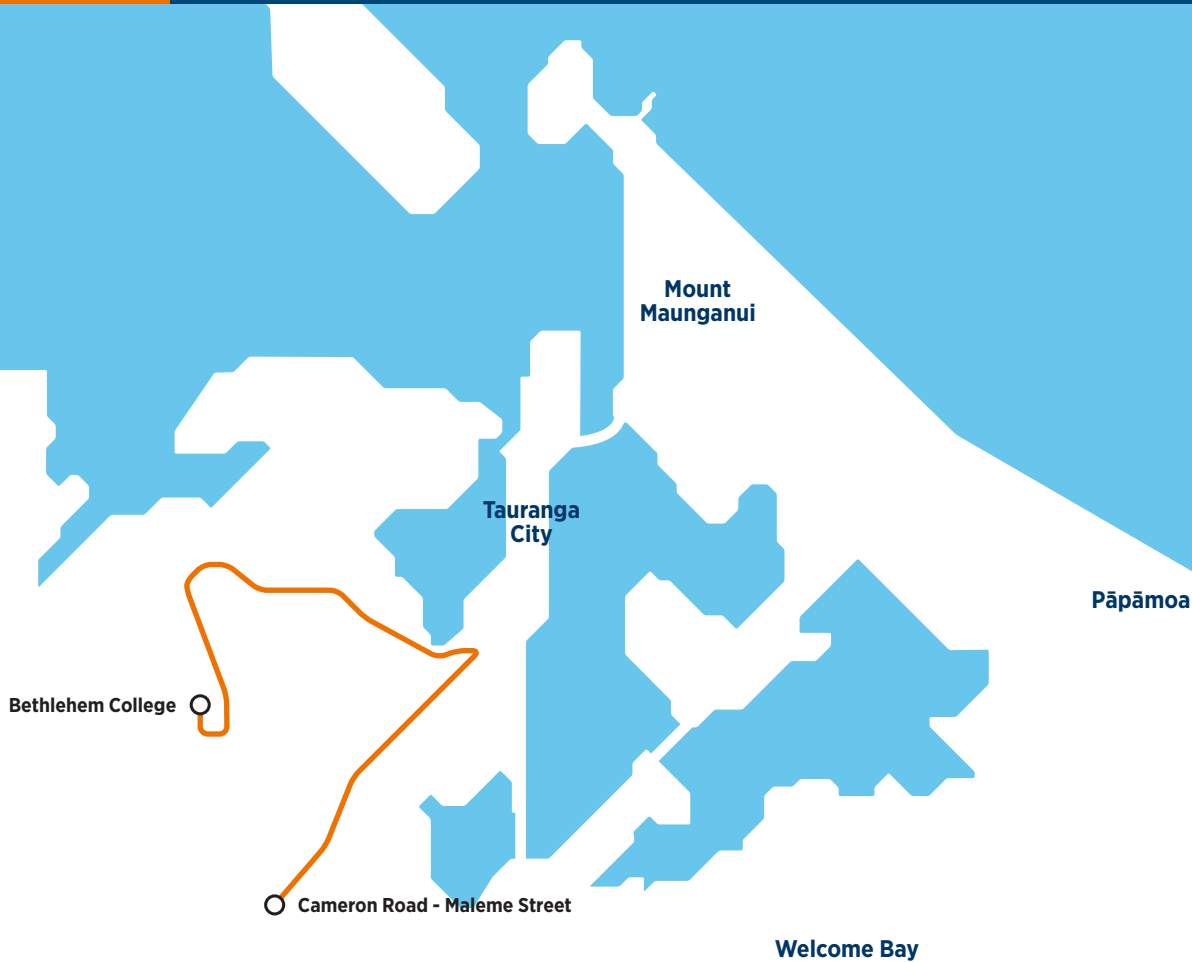 Mount
Maunganui
Tauranga
City
Pāpāmoa
Bethlehem College
Cameron Road - Maleme Street
Welcome Bay